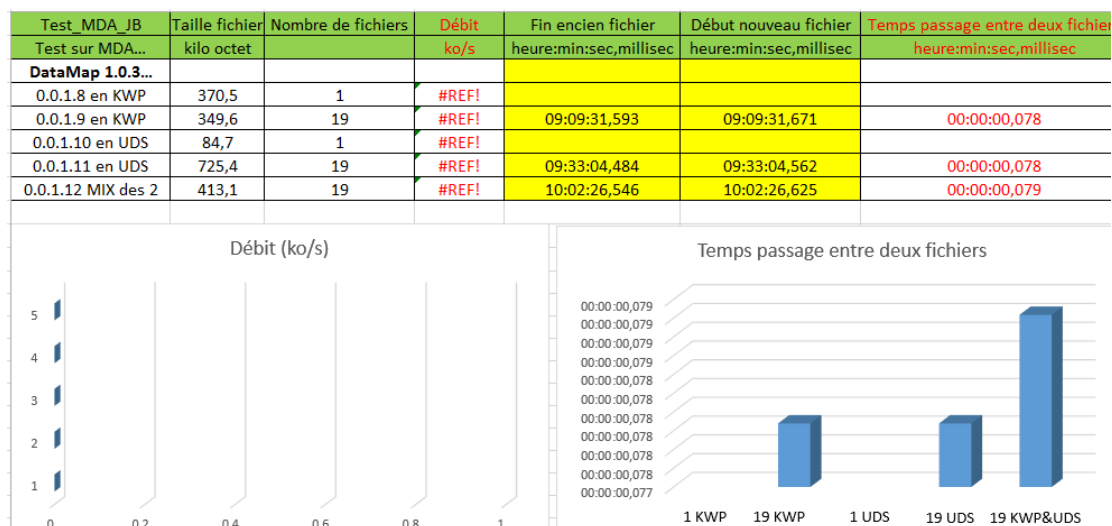 Test_MDA_JB Taille fichier Nombre de fichiers Débit Fin encien fichier Début nouveau fichier Temps passage entre deux fichier
Test sur MDA... kilo octet ko/s heure:min:sec,millisec heure:min:sec,millisec heure:min:sec,millisec
DataMap 1.0.3...
0.0.1.8 en KWP 370,5 1 #REF!
0.0.1.9 en KWP 349,6 19 #REF! 09:09:31,593 09:09:31,671 00:00:00,078
0.0.1.10 en UDS 84,7 1 #REF!
0.0.1.11 en UDS 725,4 19 #REF! 09:33:04,484 09:33:04,562 00:00:00,078
0.0.1.12 MIX des 2 413,1 19 #REF! 10:02:26,546 10:02:26,625 00:00:00,079
Débit (ko/s)
5
4
3
2
1
0 0,2 0,4 0,6 0,8 1
Temps passage entre deux fichiers
00:00:00,079
00:00:00,079
00:00:00,079
00:00:00,079
00:00:00,078
00:00:00,078
00:00:00,078
00:00:00,078
00:00:00,078
00:00:00,078
00:00:00,077
1 KWP 19 KWP 1 UDS 19 UDS 19 KWP&UDS